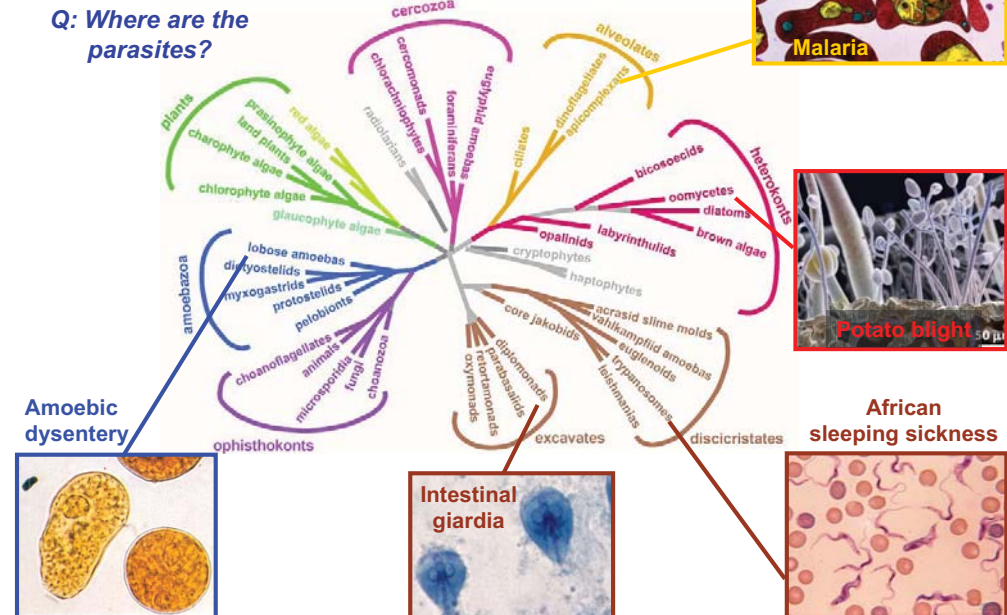 Q: Where are the
parasites?
cercozoa
cercomonads
chlorarachniophytes
foraminiferans
euglyphid amoebas
radiolarians
alveolates
dinoflagellates
apicomplexans
ciliates
Malaria
plants
red algae
prasinophyte algae
land plants
charophyte algae
chlorophyte algae
glaucophyte algae
heterokonts
bicosoecids
oomycetes
diatoms
brown algae
labyrinthulids
opalinids
cryptophytes
haptophytes
Potato blight
50 µ
amoebazoa
lobose amoebas
dictyostelids
myxogastrids
protostelids
pelobionts
choanoflagellates
animals
microsporidia
fungi
choanozoa
ophisthokonts
core jakobids
diplomonads
parabasalids
retortamonads
oxymonads
excavates
acrasid slime molds
vahlkampfiid amoebas
euglenoids
trypanosomes
leishmanias
discicristates
Amoebic
dysentery
Intestinal
giardia
African
sleeping sickness